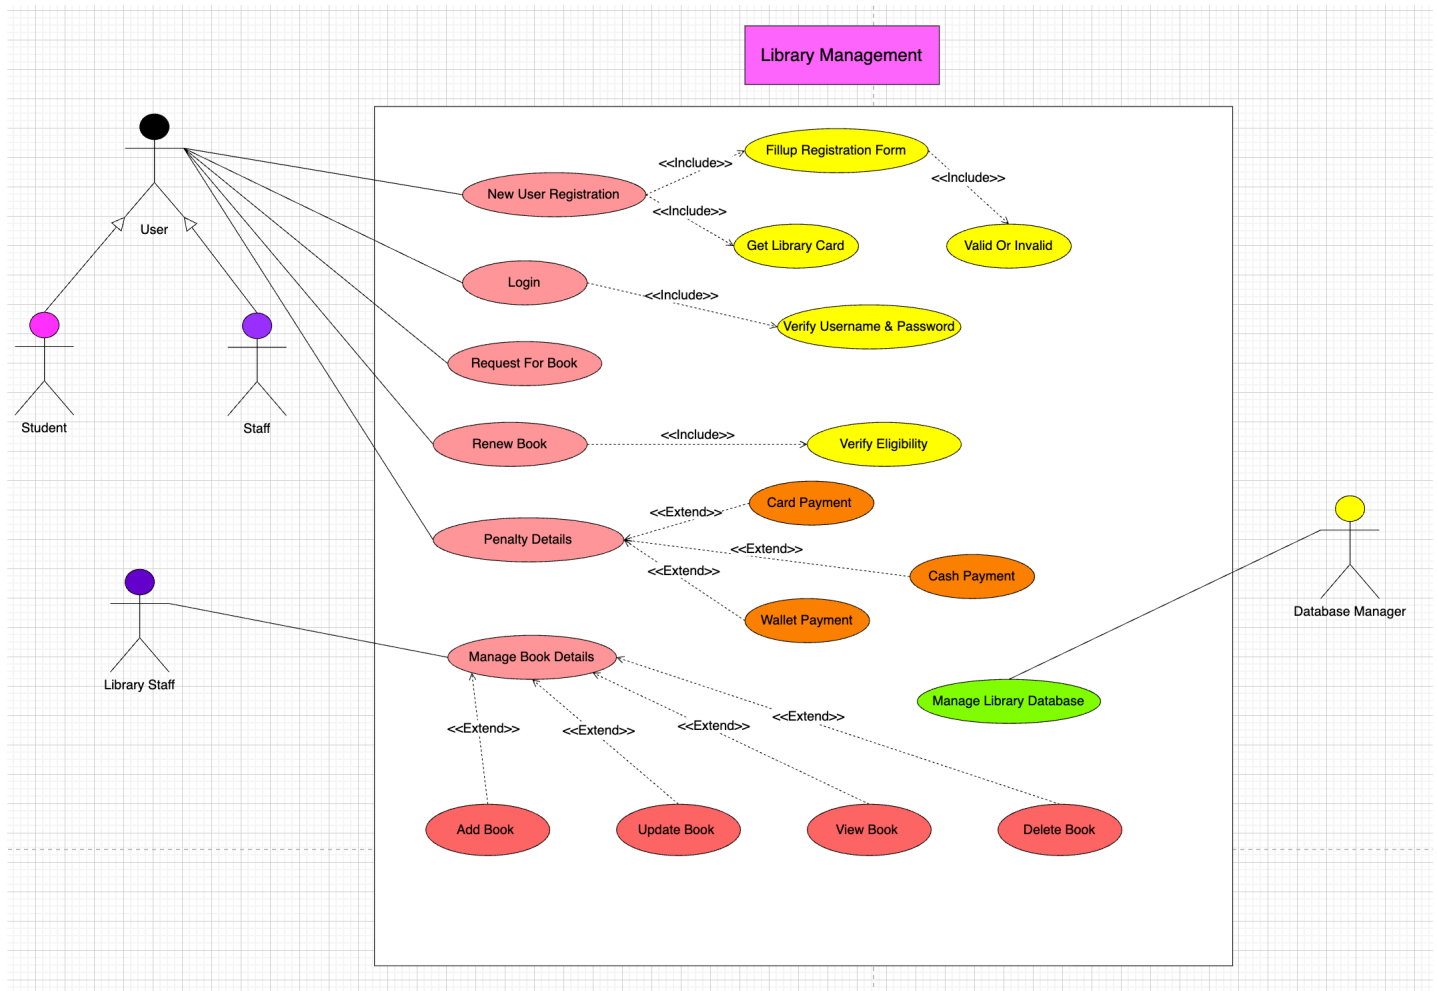 Library Management
Fillup Registration Form
<<Include>>
<<Include>>
New User Registration
<<Include>>
User
Get Library Card
Valid Or Invalid
Login
<<Include>>
Verify Username & Password
Request For Book
Student
Staff
<<Include>>
Renew Book
Verify Eligibility
Card Payment
<<Extend>>
Penalty Details
<<Extend>>
<<Extend>>
Cash Payment
Database Manager
Wallet Payment
Manage Book Details
Library Staff
Manage Library Database
<<Extend>>
<<Extend>>
<<Extend>>
<<Extend>>
Add Book
Update Book
View Book
Delete Book